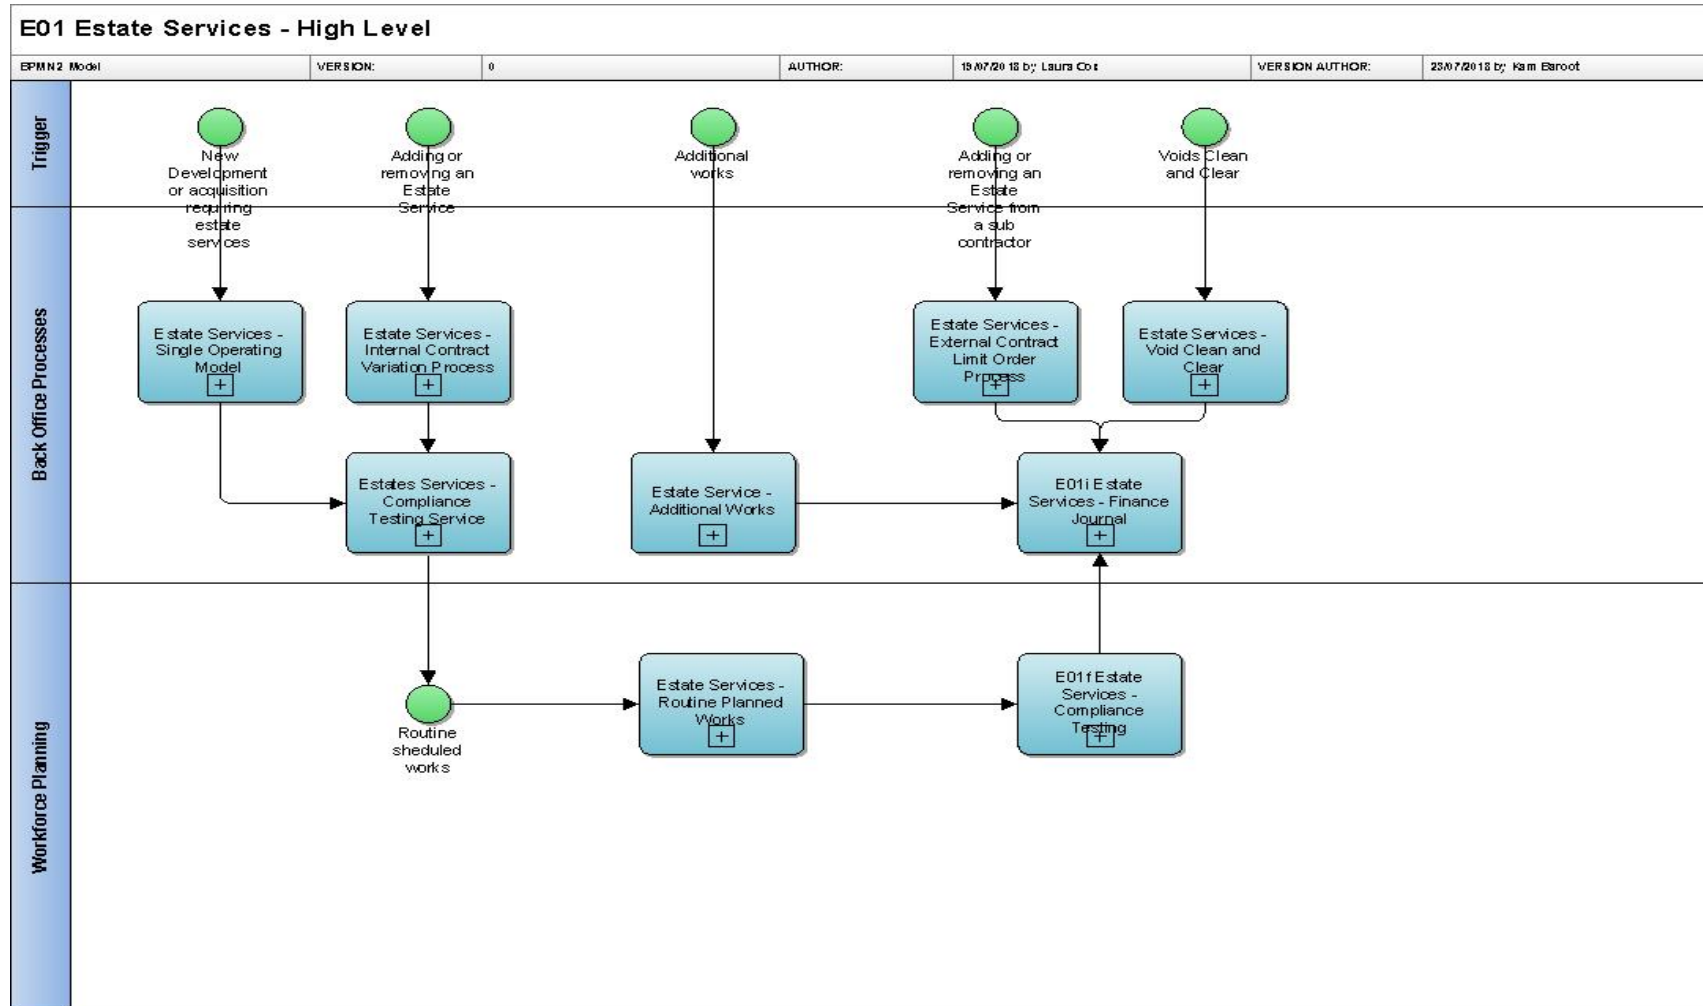 E01 Estate Services - High Level
BPMN2 Model
VERSION:
0
AUTHOR:
19/07/2018 by Laura Cox
VERSION AUTHOR:
23/07/2018 by Kam Baroot
Trigger
New
Development
or acquisition
requiring
estate
services
Adding or
removing an
Estate
Service
Additional
works
Adding or
removing an
Estate
Service from
a sub
contractor
Voids Clean
and Clear
Back Office Processes
Estate Services -
Single Operating
Model
Estate Services -
Internal Contract
Variation Process
Estate Services -
External Contract
Limit Order
Process
Estate Services -
Void Clean and
Clear
Estates Services -
Compliance
Testing Service
Estate Service -
Additional Works
E01i Estate
Services - Finance
Journal
Workforce Planning
Routine
sheduled
works
Estate Services -
Routine Planned
Works
E01f Estate
Services -
Compliance
Testing